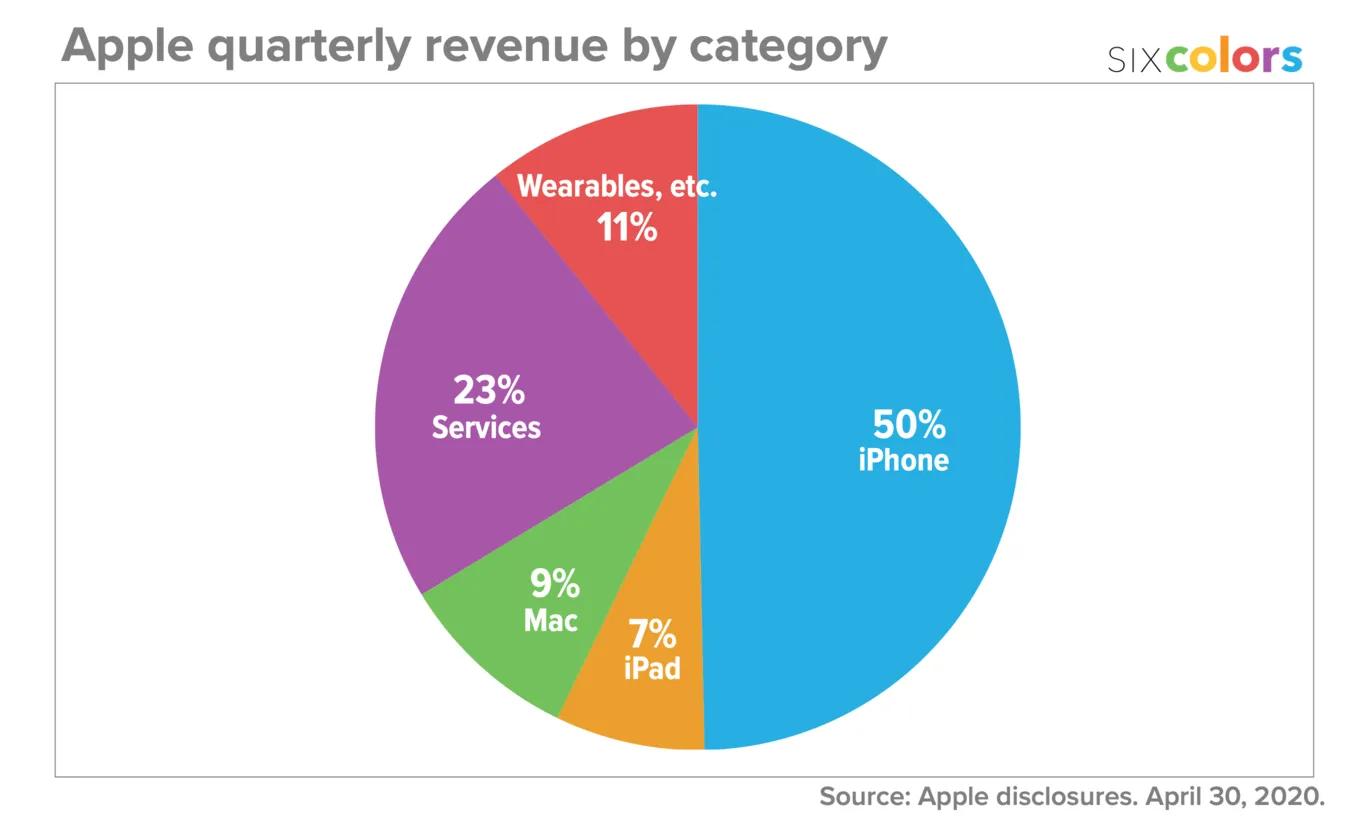 Apple quarterly revenue by category
SIXcolors
Wearables, etc.
11%
23%
Services
50%
iPhone
9%
Mac
7%
iPad
Source: Apple disclosures. April 30, 2020.